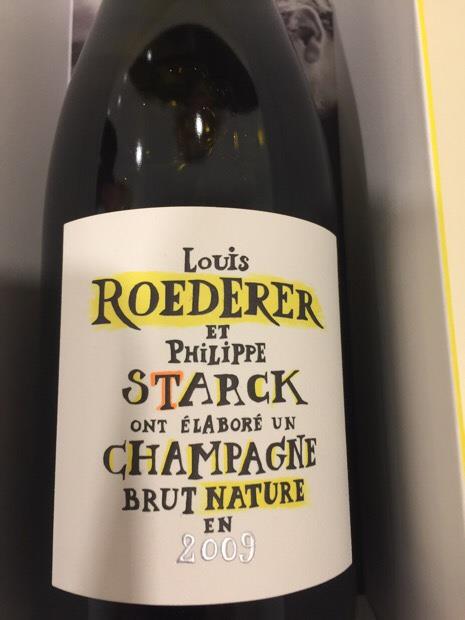 Louis
ROEDERER
ET
PHiLiPPE
STARCK
ONT ÉLABORÉ UN
CHAMPAGNE
BRUT NATURE
EN
2009